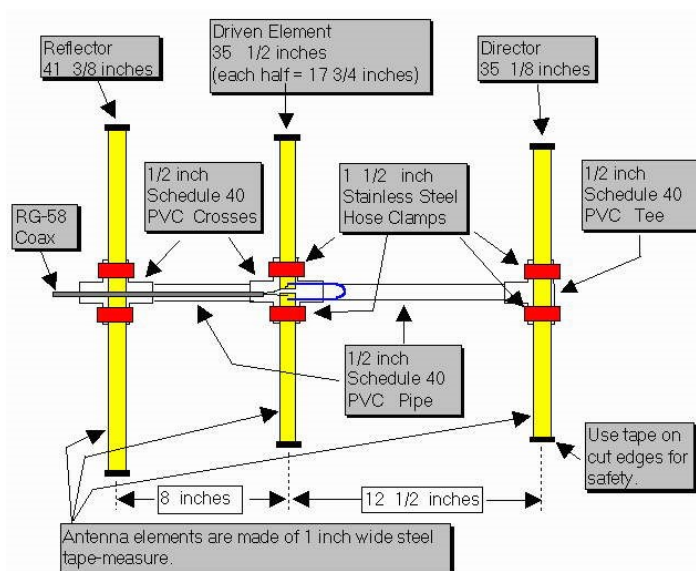 Reflector
41 3/8 inches
Driven Element
35 1/2 inches
(each half = 17 3/4 inches)
Director
35 1/8 inches
1/2 inch
Schedule 40
PVC Crosses
1 1/2 inch
Stainless Steel
Hose Clamps
1/2 inch
Schedule 40
PVC Tee
RG-58
Coax
1/2 inch
Schedule 40
PVC Pipe
Use tape on
cut edges for
safety.
8 inches
12 1/2 inches
Antenna elements are made of 1 inch wide steel
tape-measure.